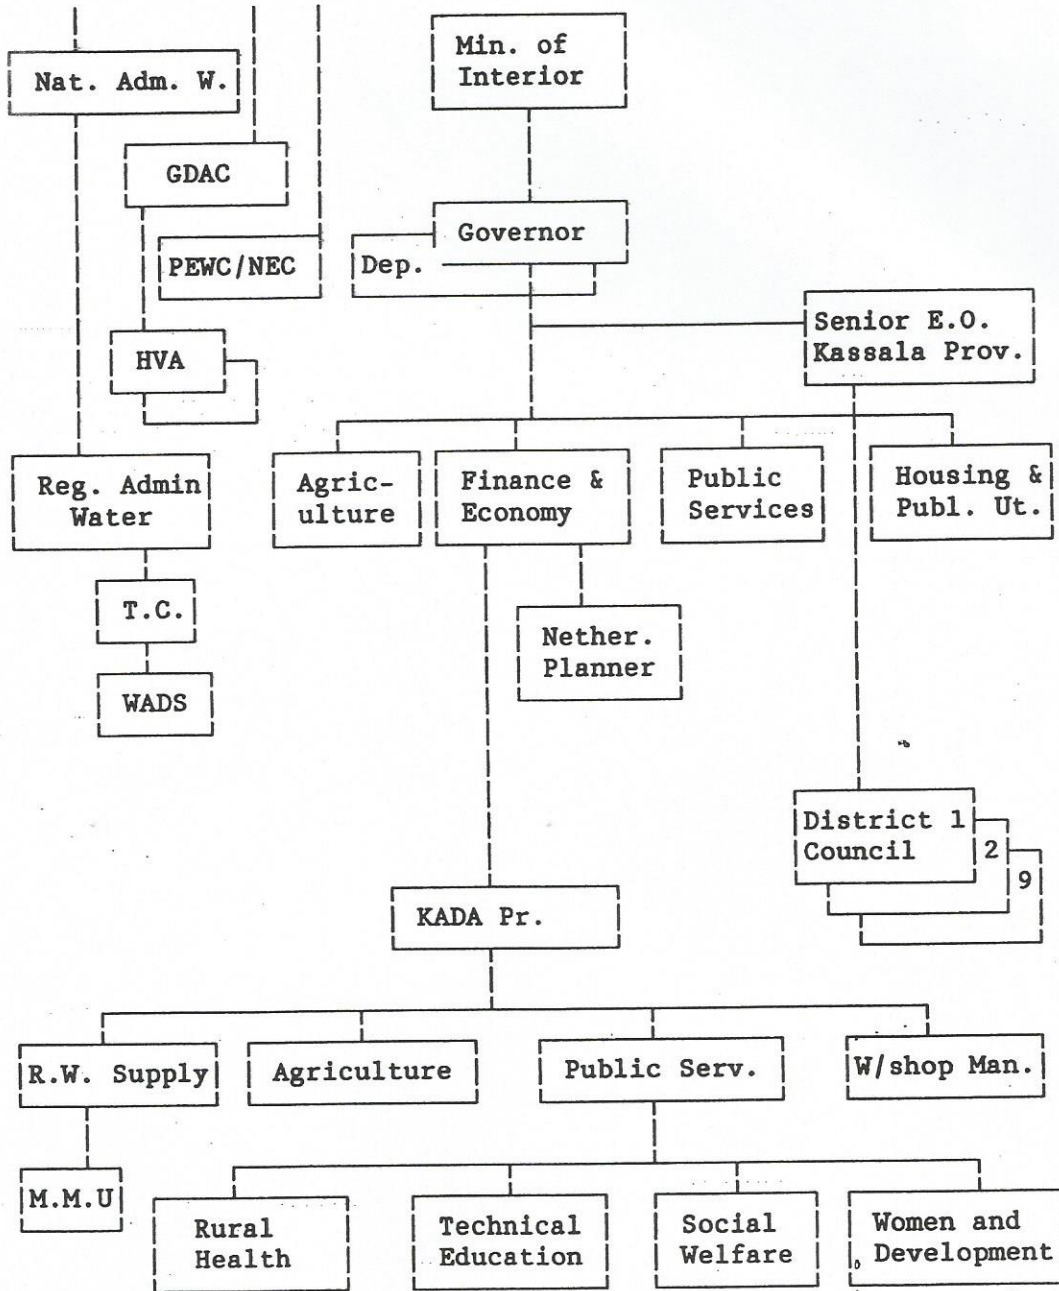 Nat. Adm. W.
Min. of
Interior
GDAC
Governor
PEWC/NEC
Dep.
Senior E.O.
Kassala Prov.
HVA
Reg. Admin
Water
Agric-
ulture
Finance &
Economy
Public
Services
Housing &
Publ. Ut.
T.C.
Nether.
Planner
WADS
District 1
Council
2
9
KADA Pr.
R.W. Supply
Agriculture
Public Serv.
W/shop Man.
M.M.U
Rural
Health
Technical
Education
Social
Welfare
Women and
Development